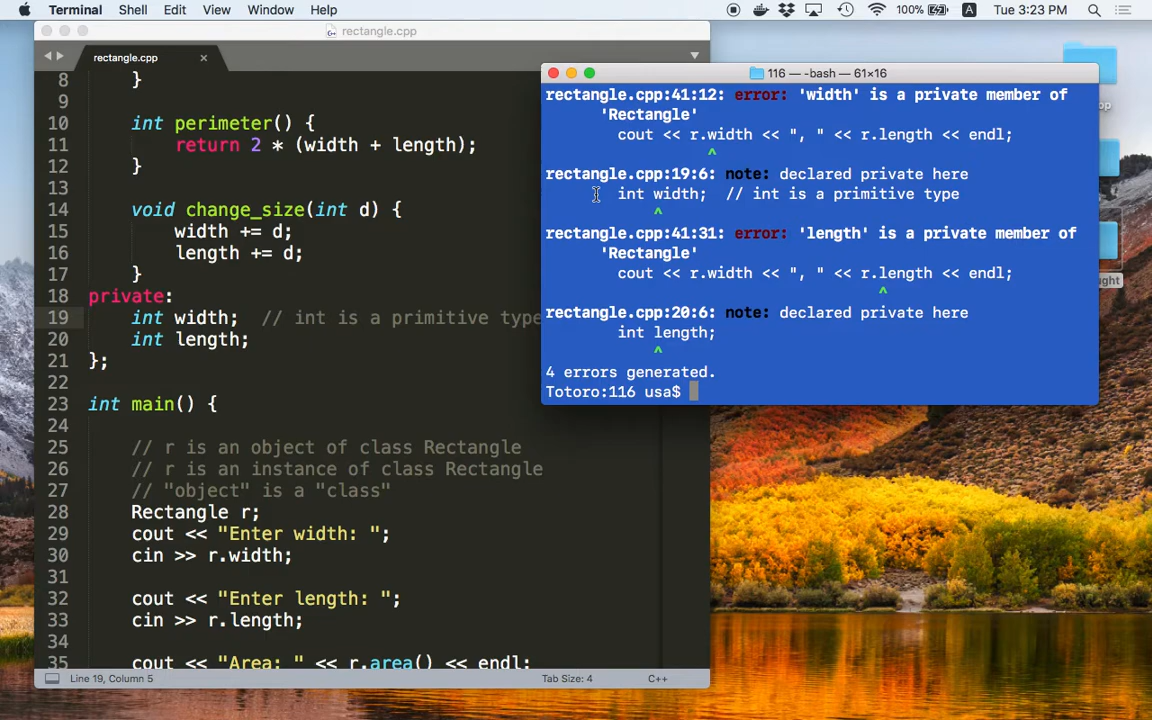 Terminal Shell Edit View Window Help 100% A Tue 3:23 PM
rectangle.cpp
rectangle.cpp
8 }
9
10 int perimeter() {
11 return 2 * (width + length);
12 }
13
14 void change_size(int d) {
15 width += d;
16 length += d;
17 }
18 private:
19 int width; // int is a primitive type
20 int length;
21 };
22
23 int main() {
24
25 // r is an object of class Rectangle
26 // r is an instance of class Rectangle
27 // "object" is a "class"
28 Rectangle r;
29 cout << "Enter width: ";
30 cin >> r.width;
31
32 cout << "Enter length: ";
33 cin >> r.length;
34
35 cout << "Area: " << r.area() << endl;
Line 19, Column 5 Tab Size: 4 C++
116 — -bash — 61×16
rectangle.cpp:41:12: error: 'width' is a private member of
'Rectangle'
cout << r.width << ", " << r.length << endl;
^
rectangle.cpp:19:6: note: declared private here
int width; // int is a primitive type
^
rectangle.cpp:41:31: error: 'length' is a private member of
'Rectangle'
cout << r.width << ", " << r.length << endl;
^
rectangle.cpp:20:6: note: declared private here
int length;
^
4 errors generated.
Totoro:116 usa$